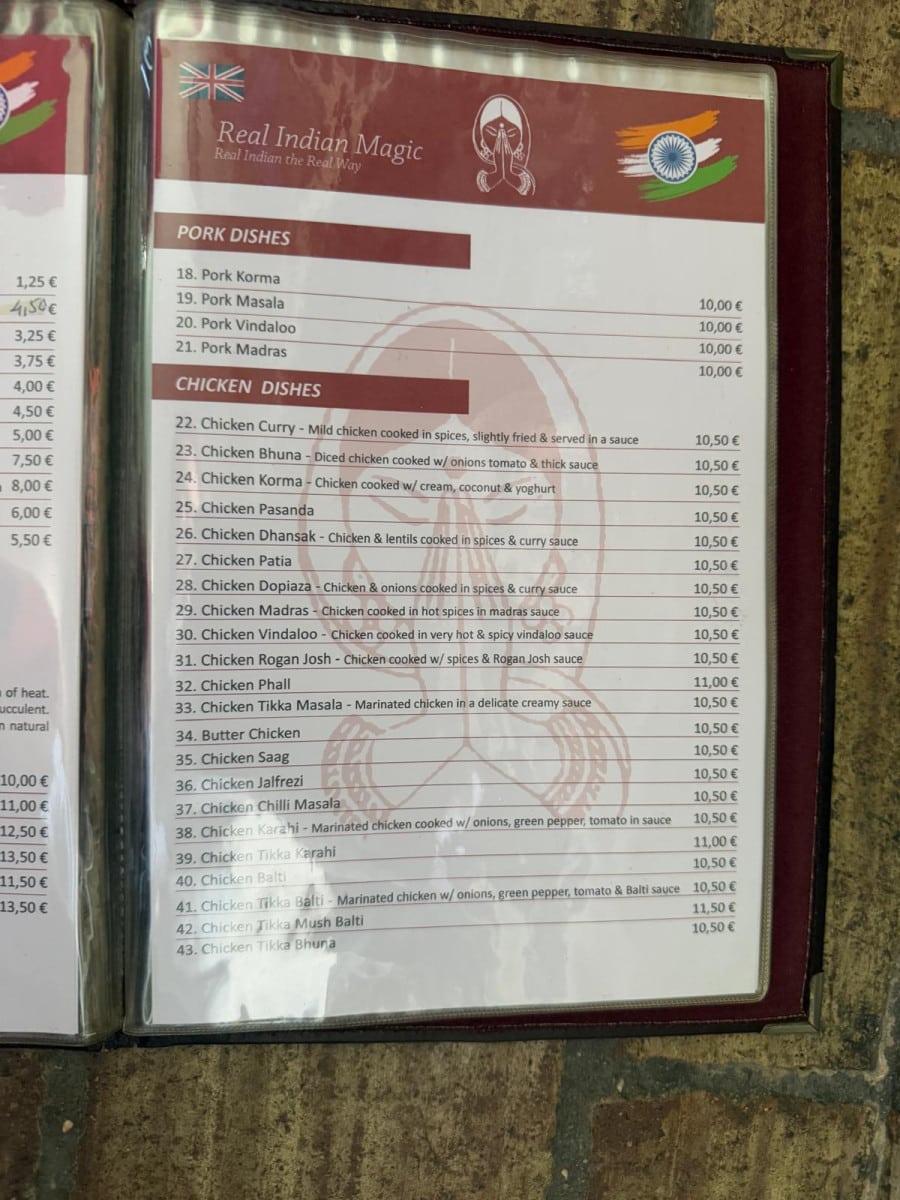 1,25 €
4,50 €
3,25 €
3,75 €
4,00 €
4,50 €
5,00 €
7,50 €
8,00 €
6,00 €
5,50 €
of heat.
ucculent.
n natural
10,00 €
11,00 €
12,50 €
13,50 €
11,50 €
13,50 €
Real Indian Magic
Real Indian the Real Way
PORK DISHES
18. Pork Korma 10,00 €
19. Pork Masala 10,00 €
20. Pork Vindaloo 10,00 €
21. Pork Madras 10,00 €
CHICKEN DISHES
22. Chicken Curry - Mild chicken cooked in spices, slightly fried & served in a sauce 10,50 €
23. Chicken Bhuna - Diced chicken cooked w/ onions tomato & thick sauce 10,50 €
24. Chicken Korma - Chicken cooked w/ cream, coconut & yoghurt 10,50 €
25. Chicken Pasanda 10,50 €
26. Chicken Dhansak - Chicken & lentils cooked in spices & curry sauce 10,50 €
27. Chicken Patia 10,50 €
28. Chicken Dopiaza - Chicken & onions cooked in spices & curry sauce 10,50 €
29. Chicken Madras - Chicken cooked in hot spices in madras sauce 10,50 €
30. Chicken Vindaloo - Chicken cooked in very hot & spicy vindaloo sauce 10,50 €
31. Chicken Rogan Josh - Chicken cooked w/ spices & Rogan Josh sauce 10,50 €
32. Chicken Phall 11,00 €
33. Chicken Tikka Masala - Marinated chicken in a delicate creamy sauce 10,50 €
34. Butter Chicken 10,50 €
35. Chicken Saag 10,50 €
36. Chicken Jalfrezi 10,50 €
37. Chicken Chilli Masala 10,50 €
38. Chicken Karahi - Marinated chicken cooked w/ onions, green pepper, tomato in sauce 10,50 €
39. Chicken Tikka Karahi 11,00 €
40. Chicken Balti 10,50 €
41. Chicken Tikka Balti - Marinated chicken w/ onions, green pepper, tomato & Balti sauce 10,50 €
42. Chicken Tikka Mush Balti 11,50 €
43. Chicken Tikka Bhuna 10,50 €